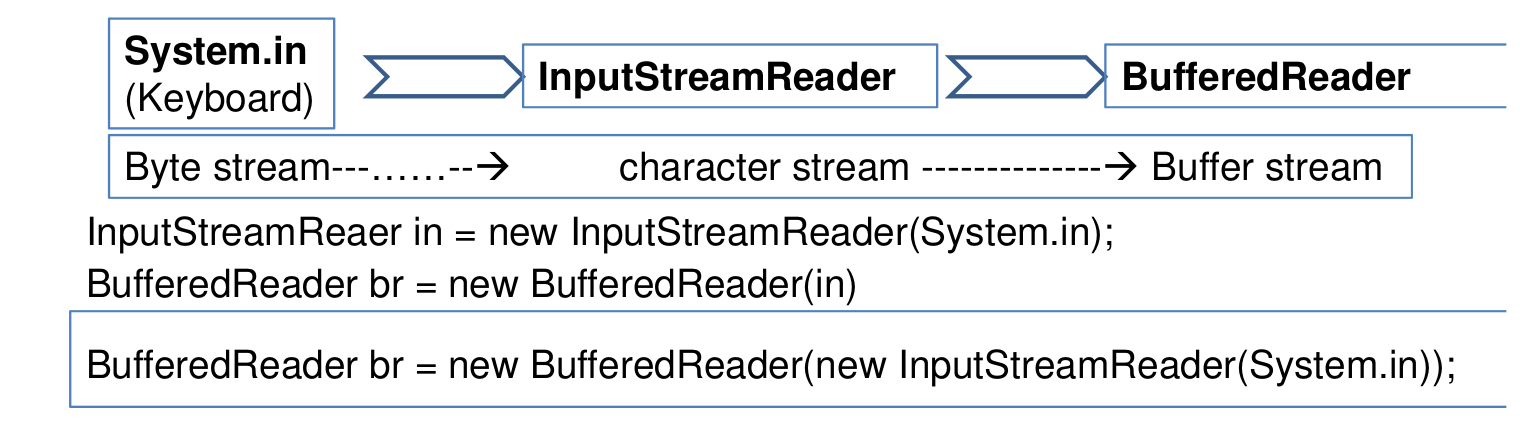 System.in
(Keyboard)
InputStreamReader
BufferedReader
Byte stream---……--→ character stream --------------→ Buffer stream
InputStreamReaer in = new InputStreamReader(System.in);
BufferedReader br = new BufferedReader(in)
BufferedReader br = new BufferedReader(new InputStreamReader(System.in));